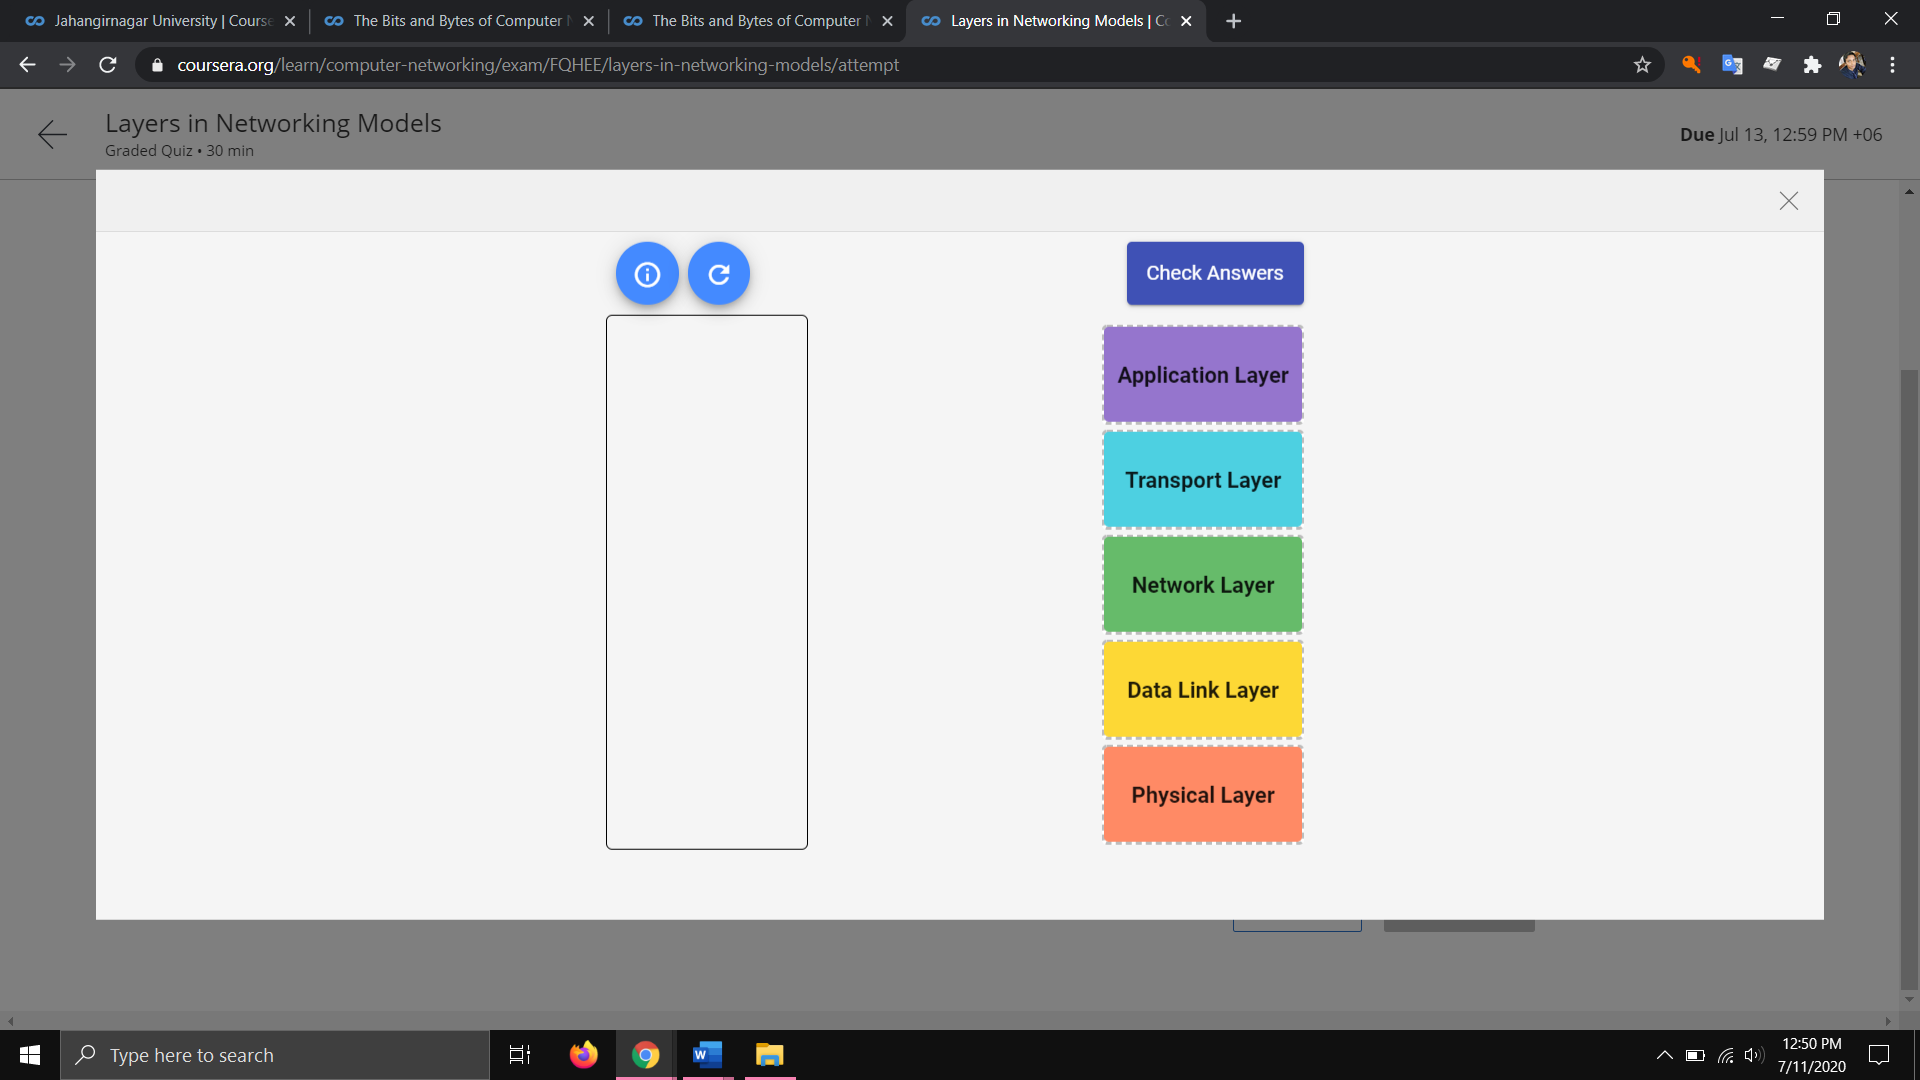 Jahangirnagar University | Course
The Bits and Bytes of Computer N
The Bits and Bytes of Computer N
Layers in Networking Models | Co
coursera.org/learn/computer-networking/exam/FQHEE/layers-in-networking-models/attempt
Layers in Networking Models
Graded Quiz • 30 min
Due Jul 13, 12:59 PM +06
Check Answers
Application Layer
Transport Layer
Network Layer
Data Link Layer
Physical Layer
Type here to search
12:50 PM
7/11/2020